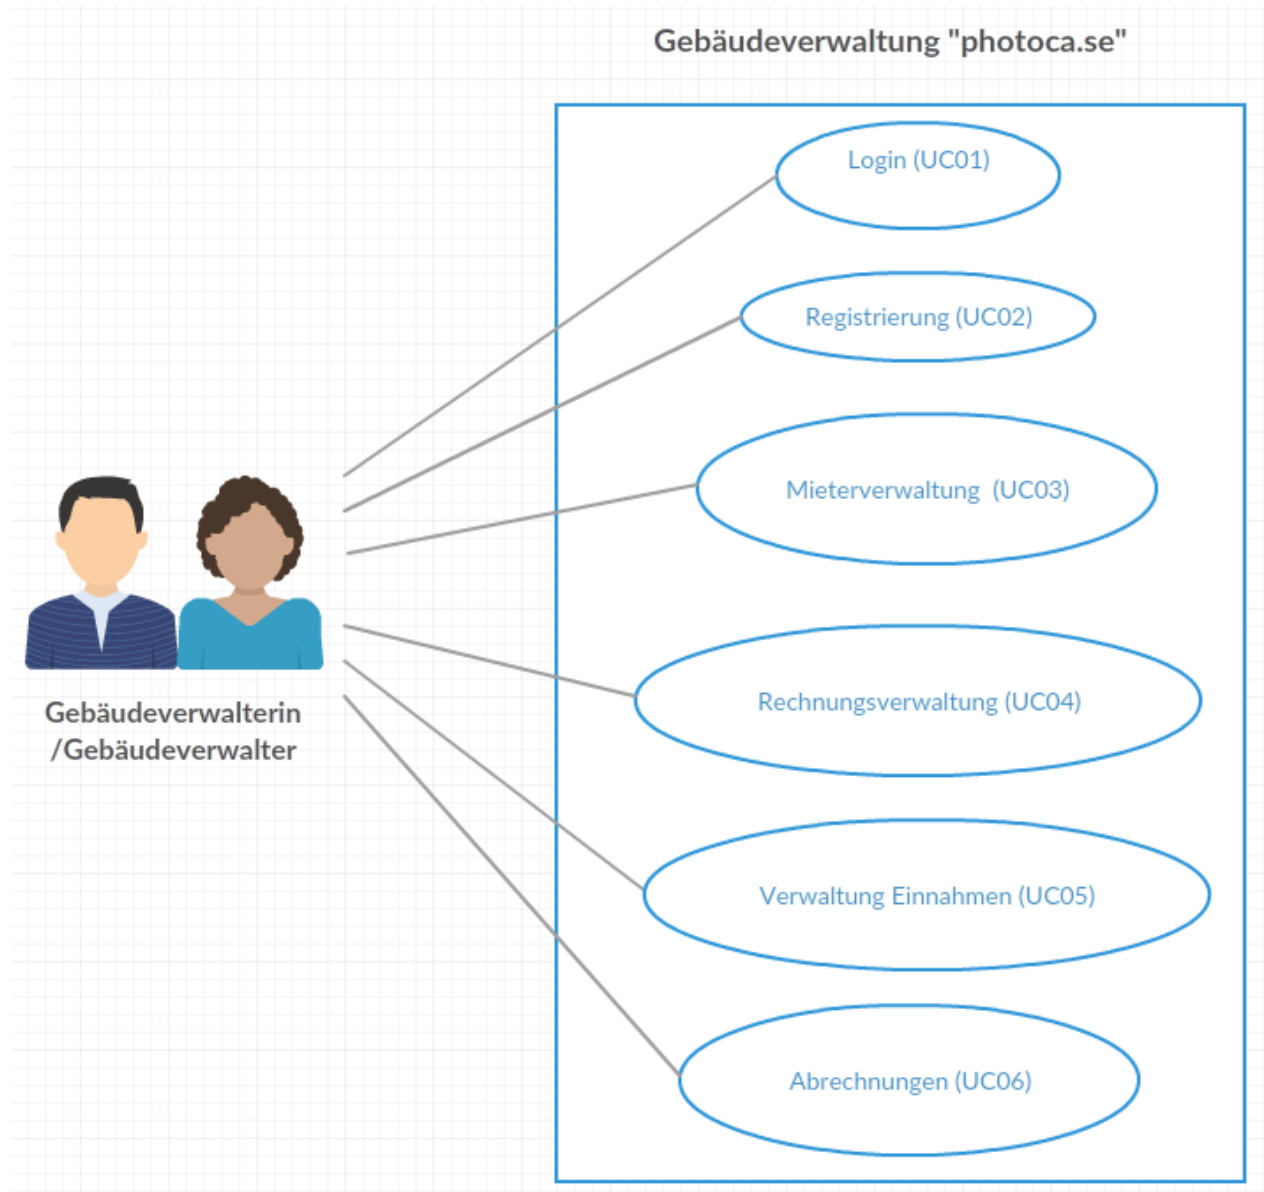 Gebäudeverwaltung "photoca.se"
Login (UC01)
Registrierung (UC02)
Mieterverwaltung (UC03)
Rechnungsverwaltung (UC04)
Gebäudeverwalterin
/Gebäudeverwalter
Verwaltung Einnahmen (UC05)
Abrechnungen (UC06)